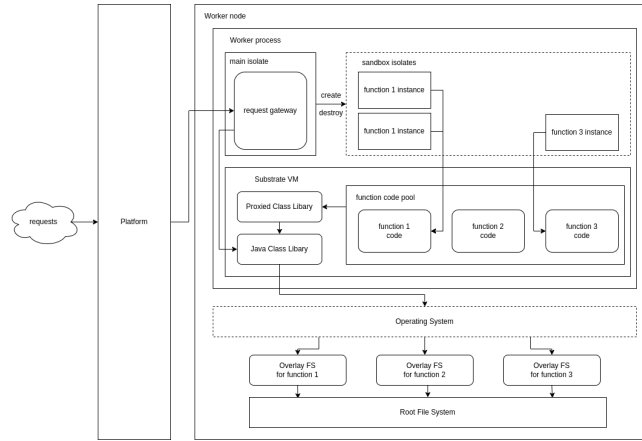 Worker node
Worker process
main isolate
sandbox isolates
request gateway
create
destroy
function 1 instance
function 1 instance
function 3 instance
Substrate VM
Proxied Class Libary
function code pool
function 1
code
function 2
code
function 3
code
Java Class Libary
requests
Platform
Operating System
Overlay FS
for function 1
Overlay FS
for function 2
Overlay FS
for function 3
Root File System